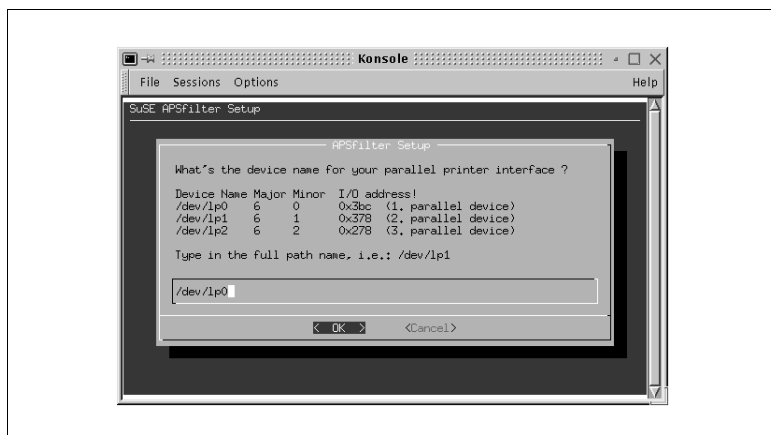 Konsole
File Sessions Options Help
SuSE APSfilter Setup
APSfilter Setup
What's the device name for your parallel printer interface ?
Device Name Major Minor I/O address!
/dev/lp0 6 0 0x3bc (1. parallel device)
/dev/lp1 6 1 0x378 (2. parallel device)
/dev/lp2 6 2 0x278 (3. parallel device)
Type in the full path name, i.e.: /dev/lp1
/dev/lp0
< OK > <Cancel>